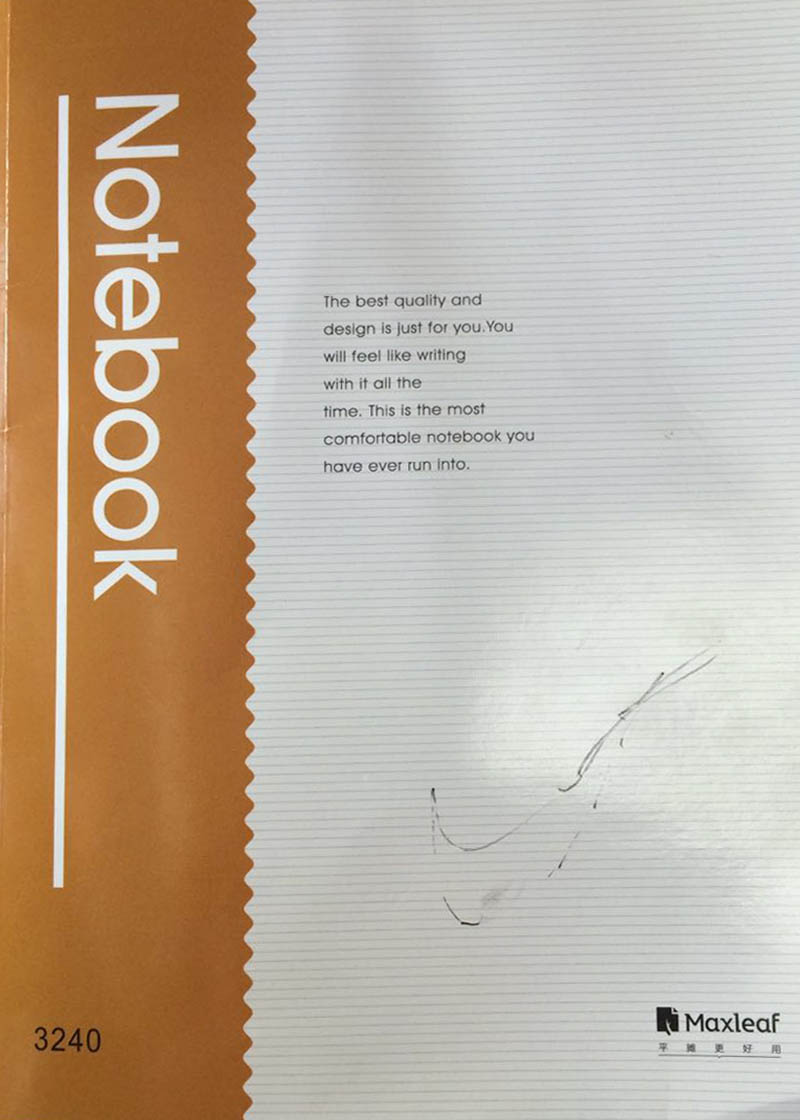 Notebook
The best quality and
design is just for you.You
will feel like writing
with it all the
time. This is the most
comfortable notebook you
have ever run into.
3240
Maxleaf
平摊更好用